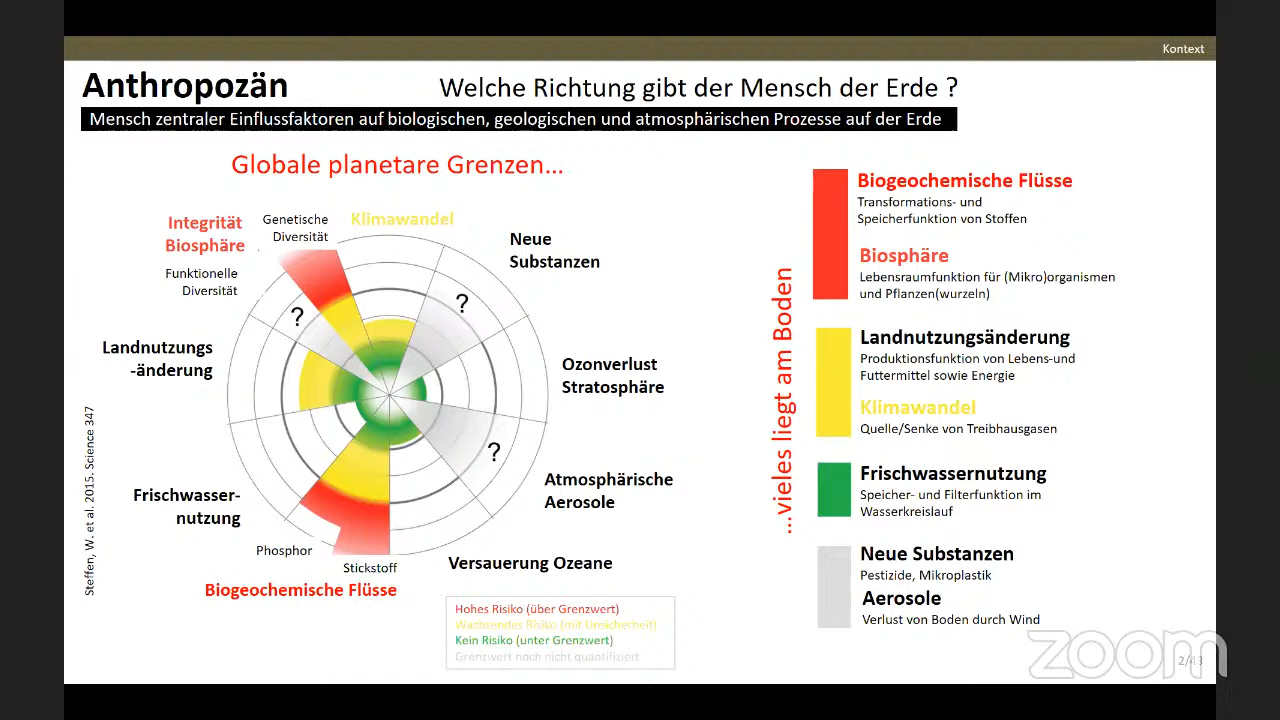 Kontext
Anthropozän
Welche Richtung gibt der Mensch der Erde ?
Mensch zentraler Einflussfaktoren auf biologischen, geologischen und atmosphärischen Prozesse auf der Erde
Globale planetare Grenzen...
Integrität
Biosphäre
Genetische
Diversität
Klimawandel
Neue
Substanzen
Funktionelle
Diversität
?
?
Landnutzungs
-änderung
Ozonverlust
Stratosphäre
?
Atmosphärische
Aerosole
Frischwasser-
nutzung
Phosphor
Stickstoff
Versauerung Ozeane
Biogeochemische Flüsse
Steffen, W. et al. 2015. Science 347
Hohes Risiko (über Grenzwert)
Wachsendes Risiko (mit Unsicherheit)
Kein Risiko (unter Grenzwert)
Grenzwert noch nicht quantifiziert
...vieles liegt am Boden
Biogeochemische Flüsse
Transformations- und
Speicherfunktion von Stoffen
Biosphäre
Lebensraumfunktion für (Mikro)organismen
und Pflanzen(wurzeln)
Landnutzungsänderung
Produktionsfunktion von Lebens-und
Futtermittel sowie Energie
Klimawandel
Quelle/Senke von Treibhausgasen
Frischwassernutzung
Speicher- und Filterfunktion im
Wasserkreislauf
Neue Substanzen
Pestizide, Mikroplastik
Aerosole
Verlust von Boden durch Wind
zoom
2/43